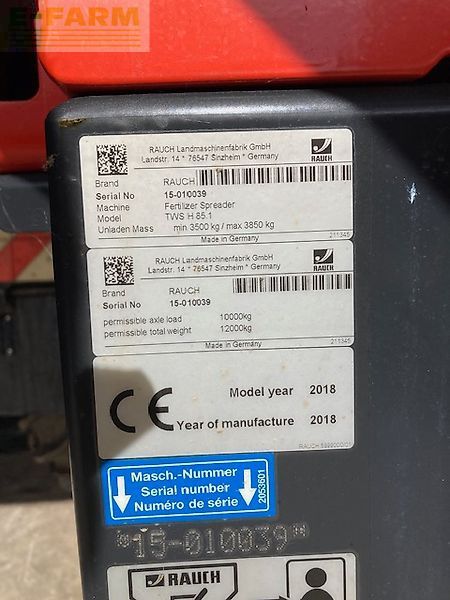 E-FARM
RAUCH Landmaschinenfabrik GmbH
Landstr. 14 * 76547 Sinzheim * Germany
RAUCH
Brand RAUCH
Serial No 15-010039
Machine Fertilizer Spreader
Model TWS H 85.1
Unladen Mass min 3500 kg / max 3850 kg
211345
Made in Germany
RAUCH Landmaschinenfabrik GmbH
Landstr. 14 * 76547 Sinzheim * Germany
RAUCH
Brand RAUCH
Serial No 15-010039
permissible axle load 10000kg
permissible total weight 12000kg
211345
Made in Germany
CE
Model year 2018
Year of manufacture 2018
Masch.-Nummer
Serial number
Numéro de série
2053601
15-010039
RAUCH